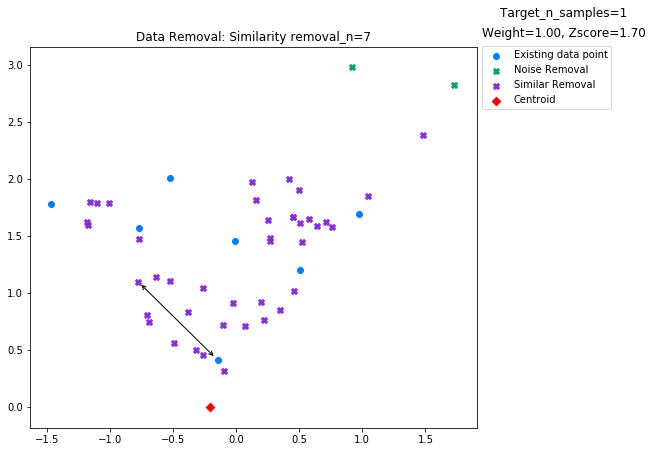 Target_n_samples=1
Weight=1.00, Zscore=1.70
Data Removal: Similarity removal_n=7
Existing data point
Noise Removal
Similar Removal
Centroid
3.0
2.5
2.0
1.5
1.0
0.5
0.0
−1.5 −1.0 −0.5 0.0 0.5 1.0 1.5